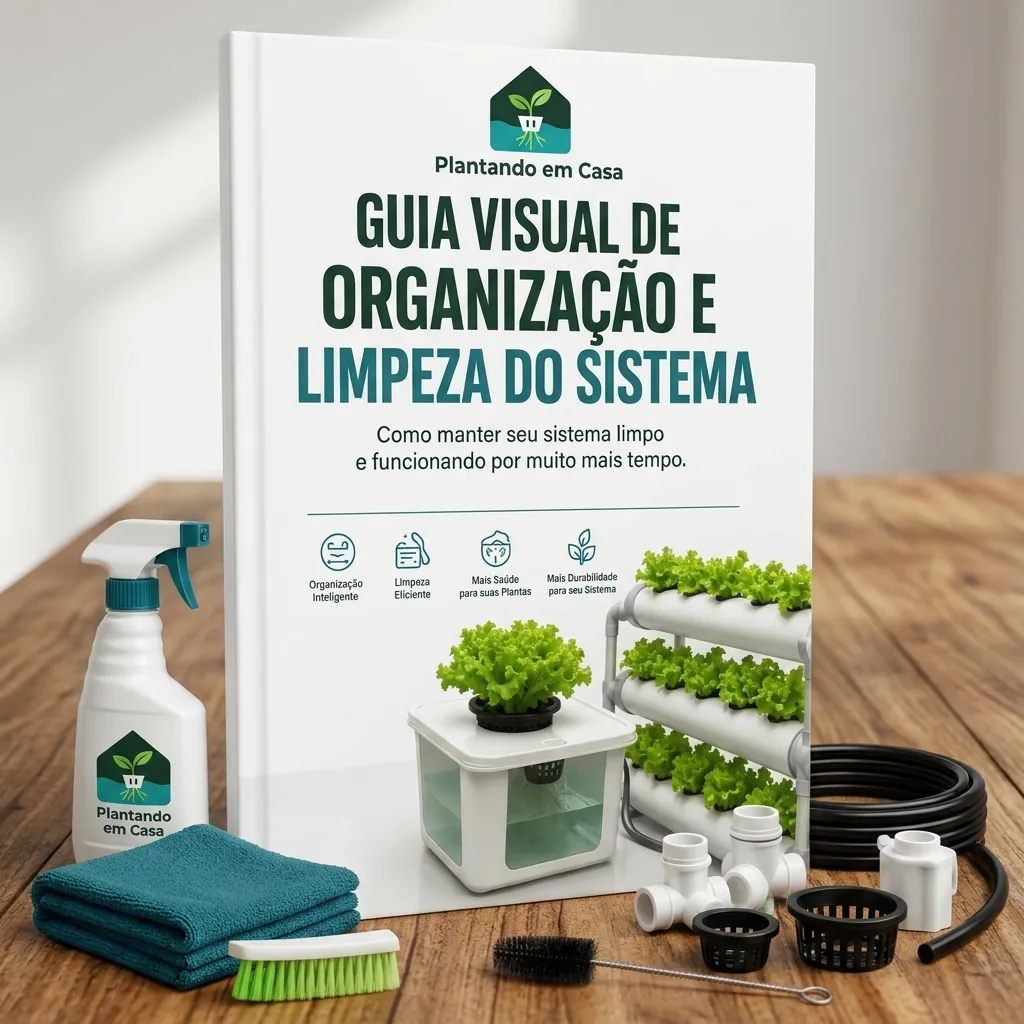 Plantando em Casa
GUIA VISUAL DE
ORGANIZAÇÃO E
LIMPEZA DO SISTEMA
Como manter seu sistema limpo
e funcionando por muito mais tempo.
Organização
Inteligente
LImpeza
Eliciente
Mais Saúde
para suas Plantas
Mais Durabilidade
para seu Sistema
Plantando
em Casa